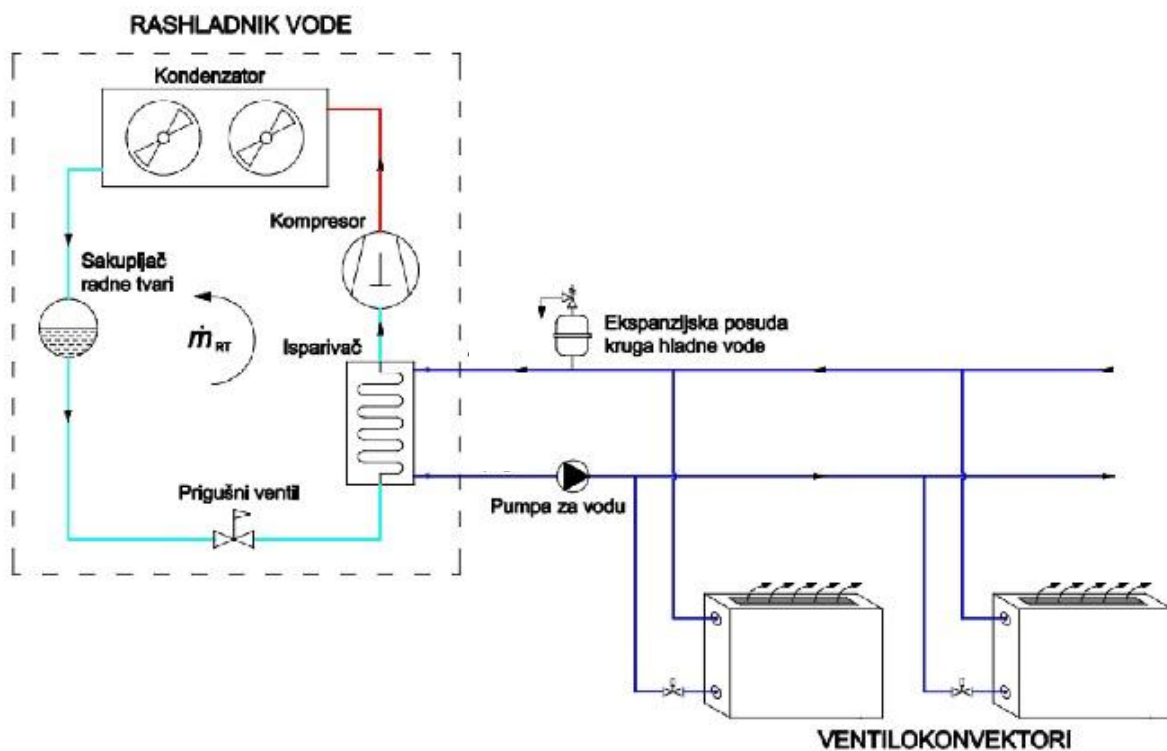 RASHLADNIK VODE
Kondenzator
Kompresor
Sakupljač
radne tvari
ṁ RT
Isparivač
Ekspanzijska posuda
kruga hladne vode
Prigušni ventil
Pumpa za vodu
VENTILOKONVEKTORI